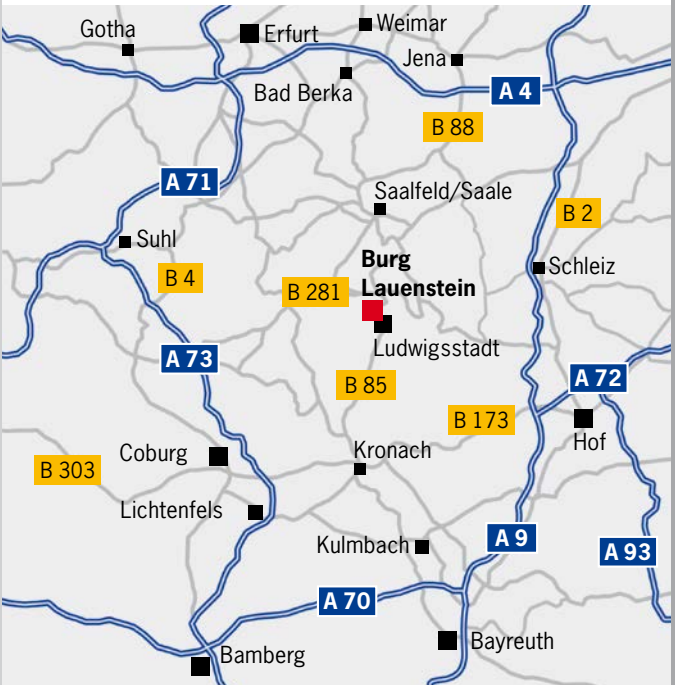 Gotha
Erfurt
Weimar
Jena
Bad Berka
A 4
B 88
A 71
Saalfeld/Saale
B 2
Suhl
B 4
Burg
Lauenstein
Schleiz
B 281
Ludwigsstadt
A 73
A 72
B 85
B 173
Hof
Coburg
Kronach
B 303
Lichtenfels
Kulmbach
A 9
A 93
A 70
Bayreuth
Bamberg